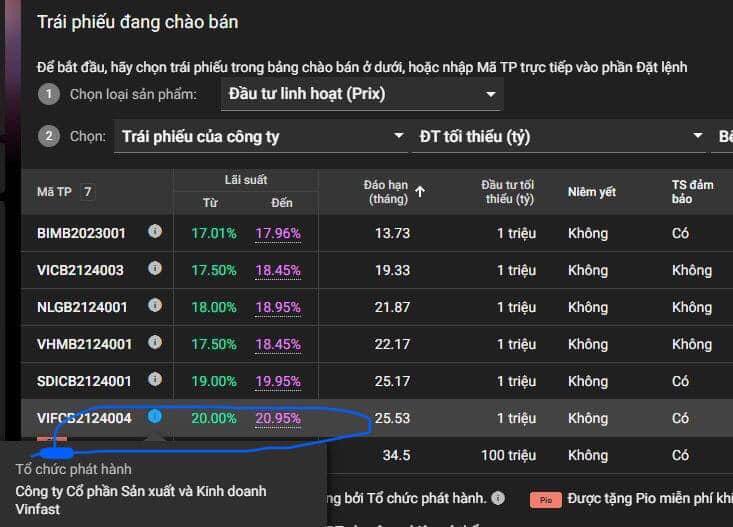 Trái phiếu đang chào bán
Để bắt đầu, hãy chọn trái phiếu trong bảng chào bán ở dưới, hoặc nhập Mã TP trực tiếp vào phần Đặt lệnh
1 Chọn loại sản phẩm: Đầu tư linh hoạt (Prix)
2 Chọn: Trái phiếu của công ty ĐT tối thiểu (tỷ)
Mã TP 7 Lãi suất Từ Đến Đáo hạn (tháng) Đầu tư tối thiểu (tỷ) Niêm yết TS đảm bảo
BIMB2023001 17.01% 17.96% 13.73 1 triệu Không Có
VICB2124003 17.50% 18.45% 19.33 1 triệu Không Không
NLGB2124001 18.00% 18.95% 21.87 1 triệu Không Không
VHMB2124001 17.50% 18.45% 22.17 1 triệu Không Không
SDICB2124001 19.00% 19.95% 25.17 1 triệu Không Có
VIFCB2124004 20.00% 20.95% 25.53 1 triệu Không Có
34.5 100 triệu Không Có
Tổ chức phát hành
Công ty Cổ phần Sản xuất và Kinh doanh
Vinfast
ng bởi Tổ chức phát hành. Pio Được tặng Pio miễn phí khi